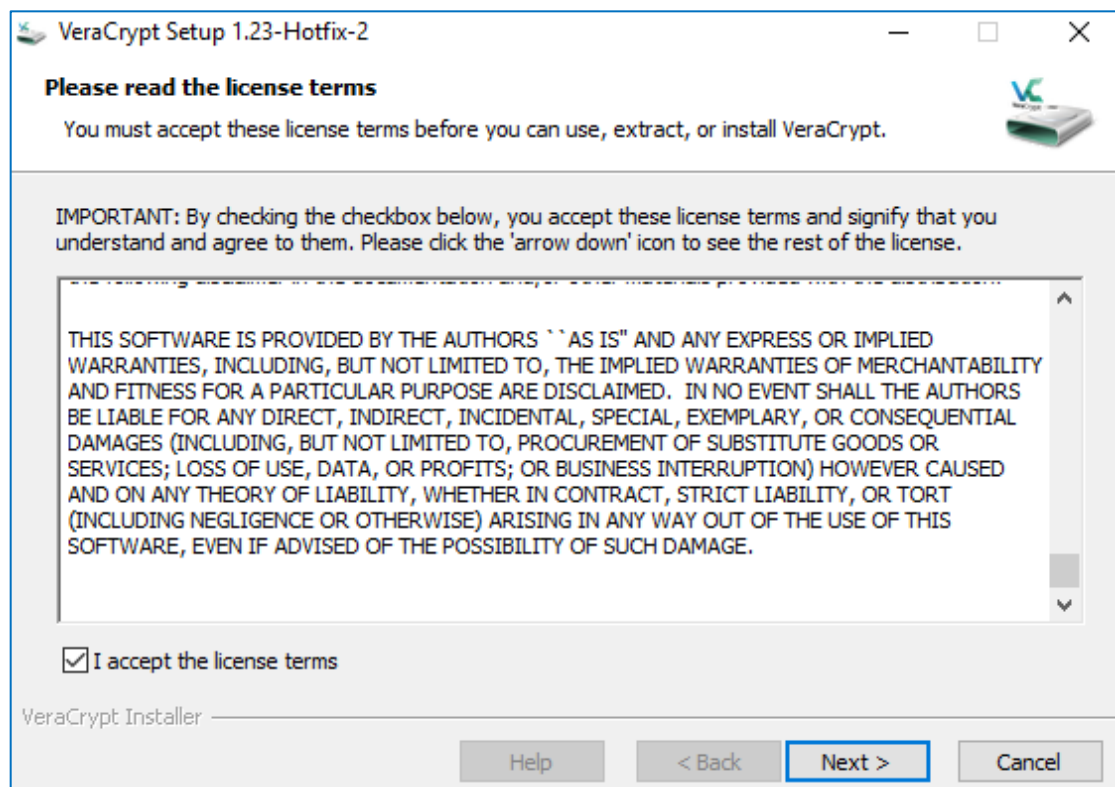 VeraCrypt Setup 1.23-Hotfix-2
Please read the license terms
You must accept these license terms before you can use, extract, or install VeraCrypt.
VC
VeraCrypt
IMPORTANT: By checking the checkbox below, you accept these license terms and signify that you
understand and agree to them. Please click the 'arrow down' icon to see the rest of the license.
THIS SOFTWARE IS PROVIDED BY THE AUTHORS ``AS IS'' AND ANY EXPRESS OR IMPLIED
WARRANTIES, INCLUDING, BUT NOT LIMITED TO, THE IMPLIED WARRANTIES OF MERCHANTABILITY
AND FITNESS FOR A PARTICULAR PURPOSE ARE DISCLAIMED.  IN NO EVENT SHALL THE AUTHORS
BE LIABLE FOR ANY DIRECT, INDIRECT, INCIDENTAL, SPECIAL, EXEMPLARY, OR CONSEQUENTIAL
DAMAGES (INCLUDING, BUT NOT LIMITED TO, PROCUREMENT OF SUBSTITUTE GOODS OR
SERVICES; LOSS OF USE, DATA, OR PROFITS; OR BUSINESS INTERRUPTION) HOWEVER CAUSED
AND ON ANY THEORY OF LIABILITY, WHETHER IN CONTRACT, STRICT LIABILITY, OR TORT
(INCLUDING NEGLIGENCE OR OTHERWISE) ARISING IN ANY WAY OUT OF THE USE OF THIS
SOFTWARE, EVEN IF ADVISED OF THE POSSIBILITY OF SUCH DAMAGE.
I accept the license terms
VeraCrypt Installer
Help
< Back
Next >
Cancel